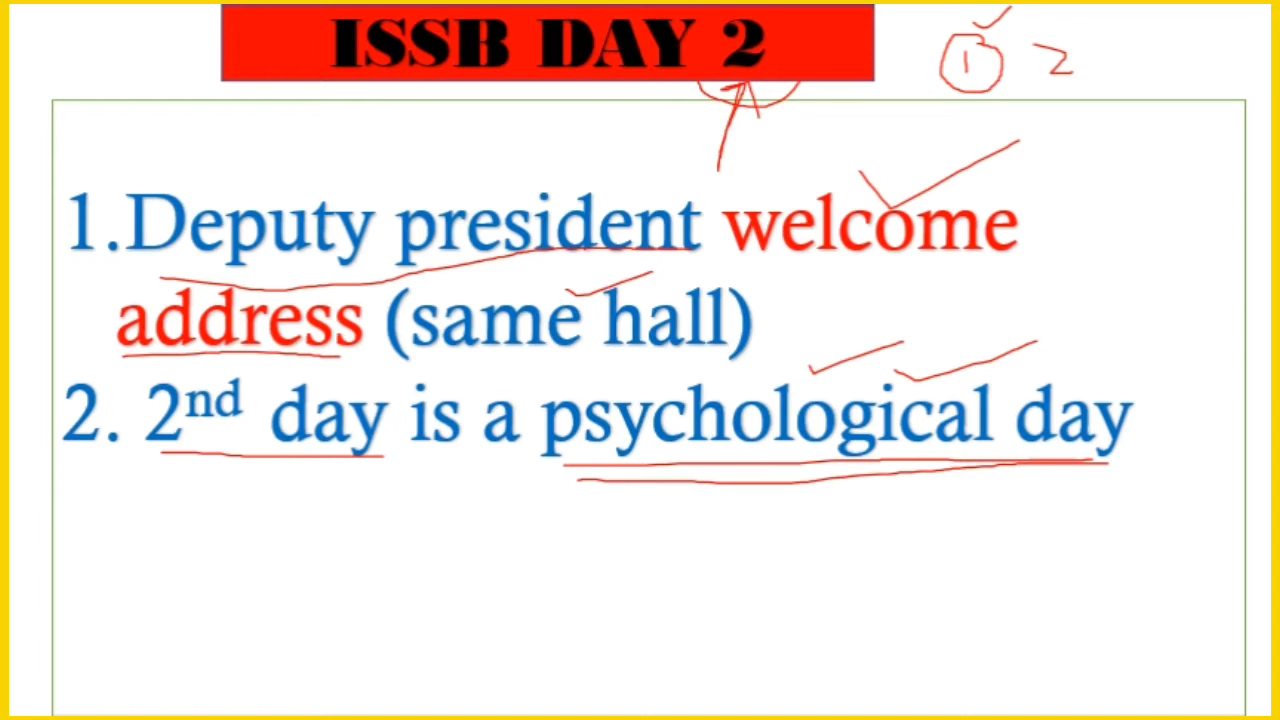 ISSB DAY 2
1 2
1.Deputy president welcome
address (same hall)
2. 2nd day is a psychological day